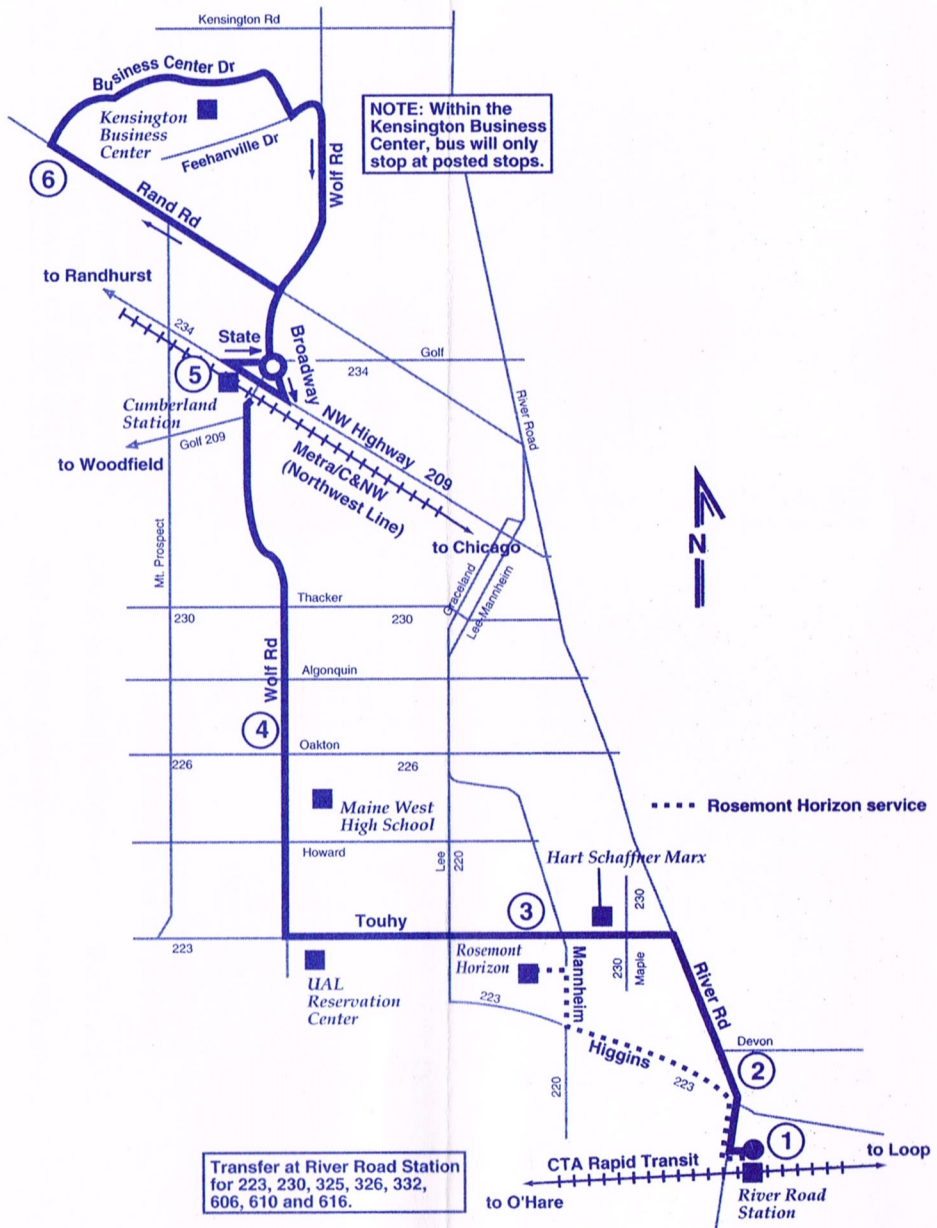 Kensington Rd
Business Center Dr
Kensington
Business
Center
Feehanville Dr
Wolf Rd
NOTE: Within the
Kensington Business
Center, bus will only
stop at posted stops.
6
Rand Rd
to Randhurst
234
State
Broadway
Golf
234
5
Cumberland
Station
Golf 209
to Woodfield
NW Highway 209
Metra/C&NW
(Northwest Line)
to Chicago
River Road
Mt. Prospect
N
Graceland
Lee-Mannheim
Thacker
230
230
Wolf Rd
Algonquin
4
Oakton
226
226
Maine West
High School
Rosemont Horizon service
Howard
Lee
220
Hart Schaffner Marx
230
3
Touhy
223
Rosemont
Horizon
Mannheim
230
Maple
UAL
Reservation
Center
223
River Rd
Higgins
223
Devon
2
220
1
CTA Rapid Transit
to Loop
to O'Hare
River Road
Station
Transfer at River Road Station
for 223, 230, 325, 326, 332,
606, 610 and 616.